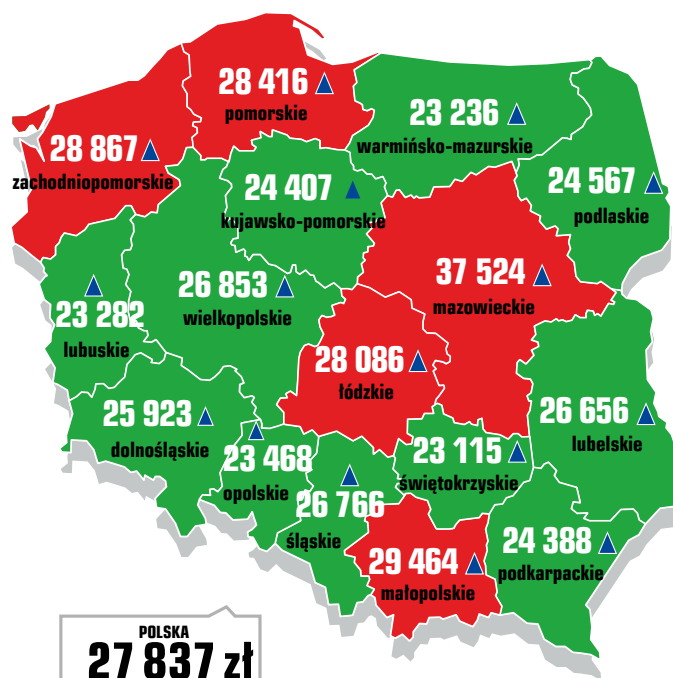 28 416
pomorskie
23 236
warmińsko-mazurskie
28 867
zachodniopomorskie
24 407
kujawsko-pomorskie
24 567
podlaskie
37 524
mazowieckie
26 853
wielkopolskie
23 282
lubuskie
28 086
łódzkie
25 923
dolnośląskie
26 656
lubelskie
23 468
opolskie
23 115
świętokrzyskie
26 766
śląskie
29 464
małopolskie
24 388
podkarpackie
POLSKA
27 837 zł